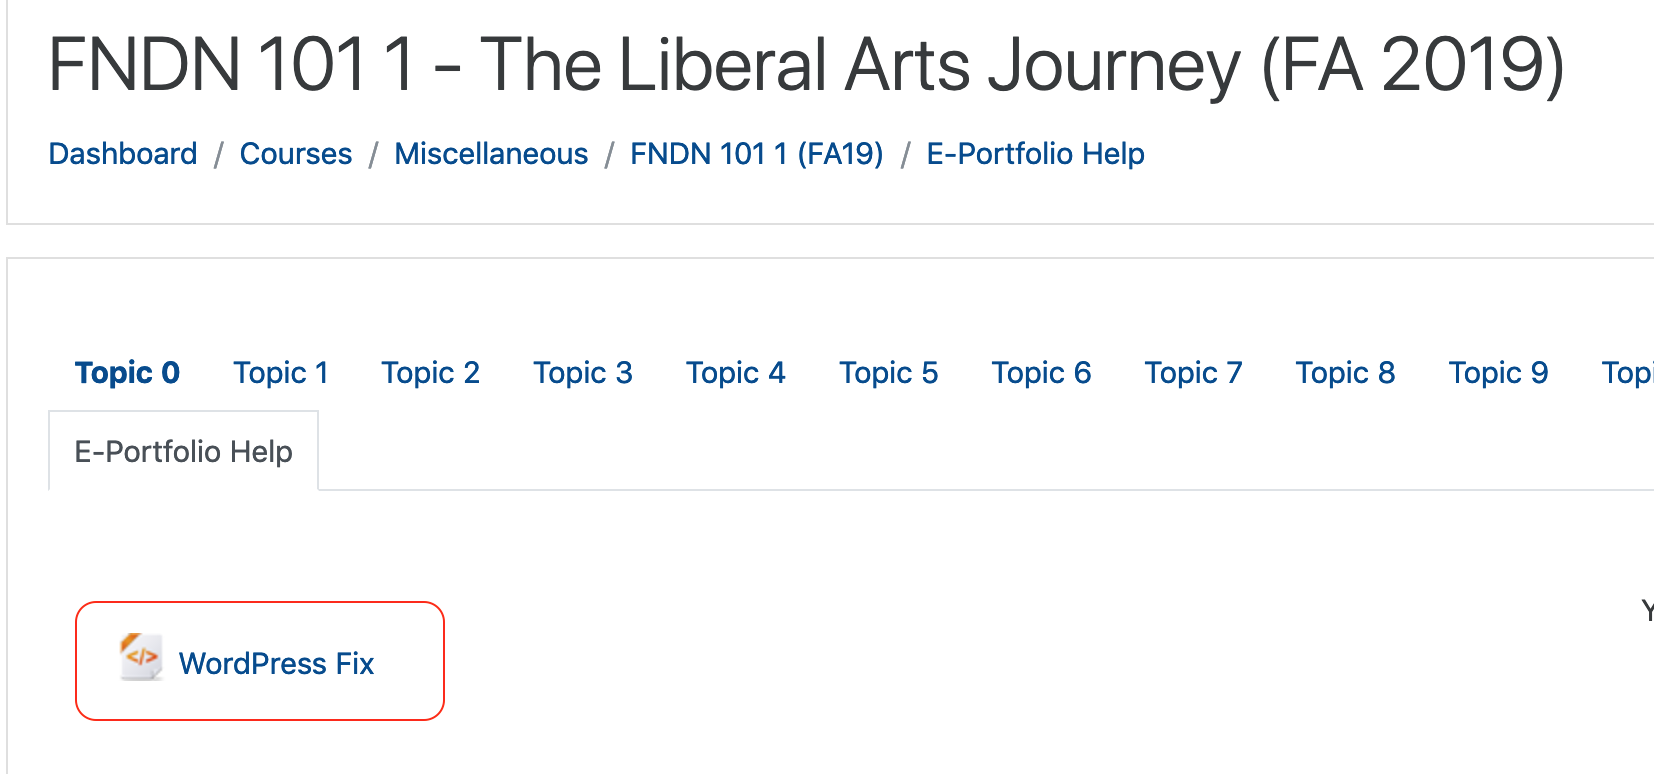 FNDN 101 1 - The Liberal Arts Journey (FA 2019)
Dashboard / Courses / Miscellaneous / FNDN 101 1 (FA19) / E-Portfolio Help
Topic 0 Topic 1 Topic 2 Topic 3 Topic 4 Topic 5 Topic 6 Topic 7 Topic 8 Topic 9 Topi
E-Portfolio Help
Y
</> WordPress Fix